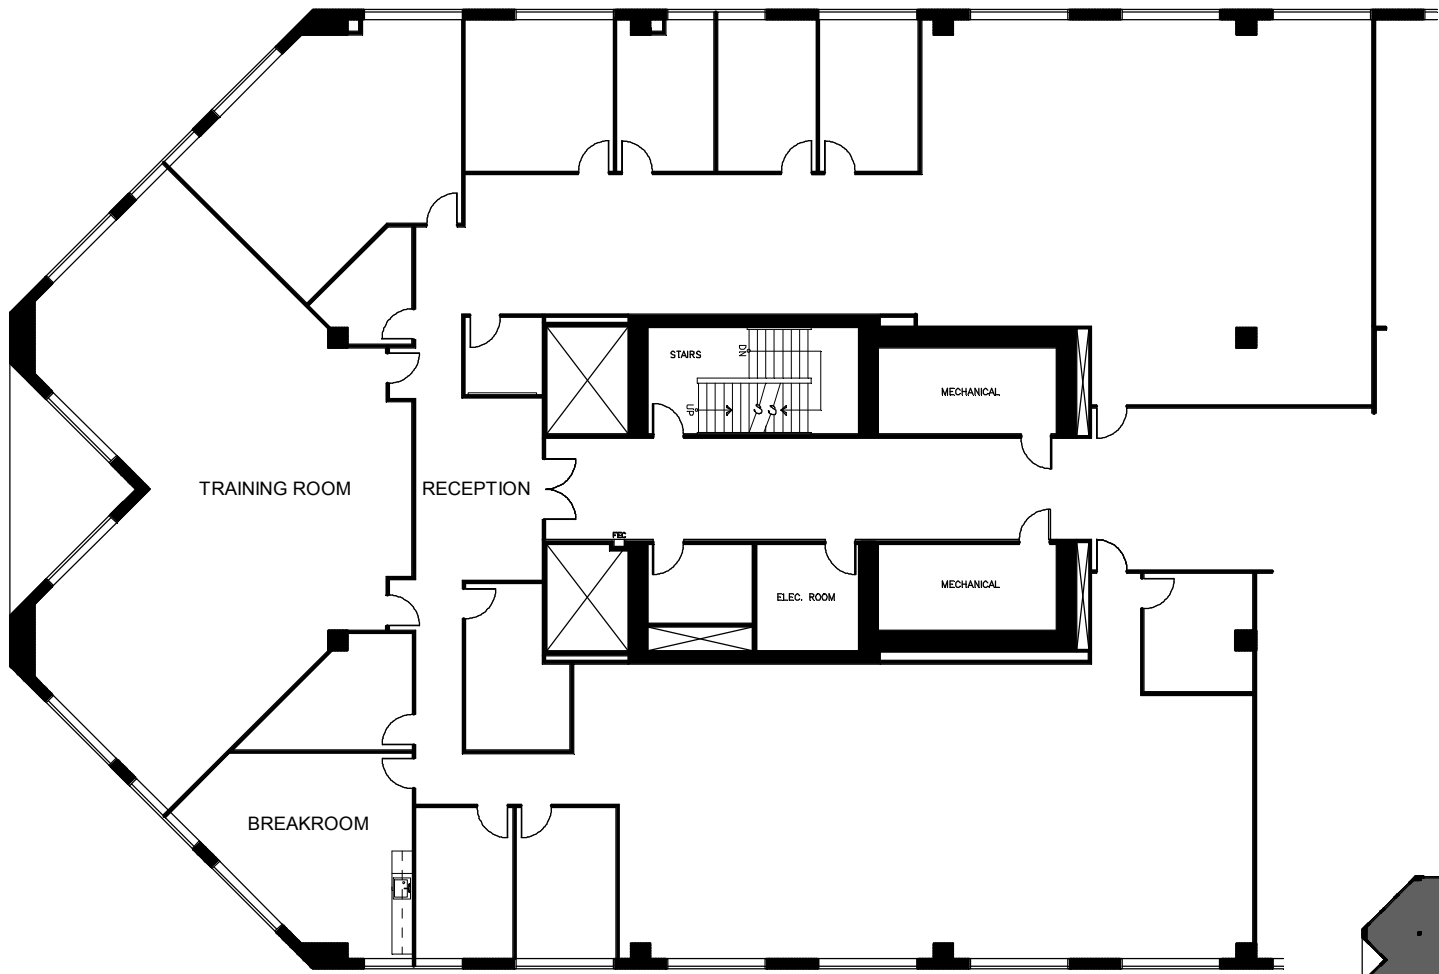 STAIRS
DN
UP
MECHANICAL
TRAINING ROOM
RECEPTION
FEC
MECHANICAL
ELEC. ROOM
BREAKROOM